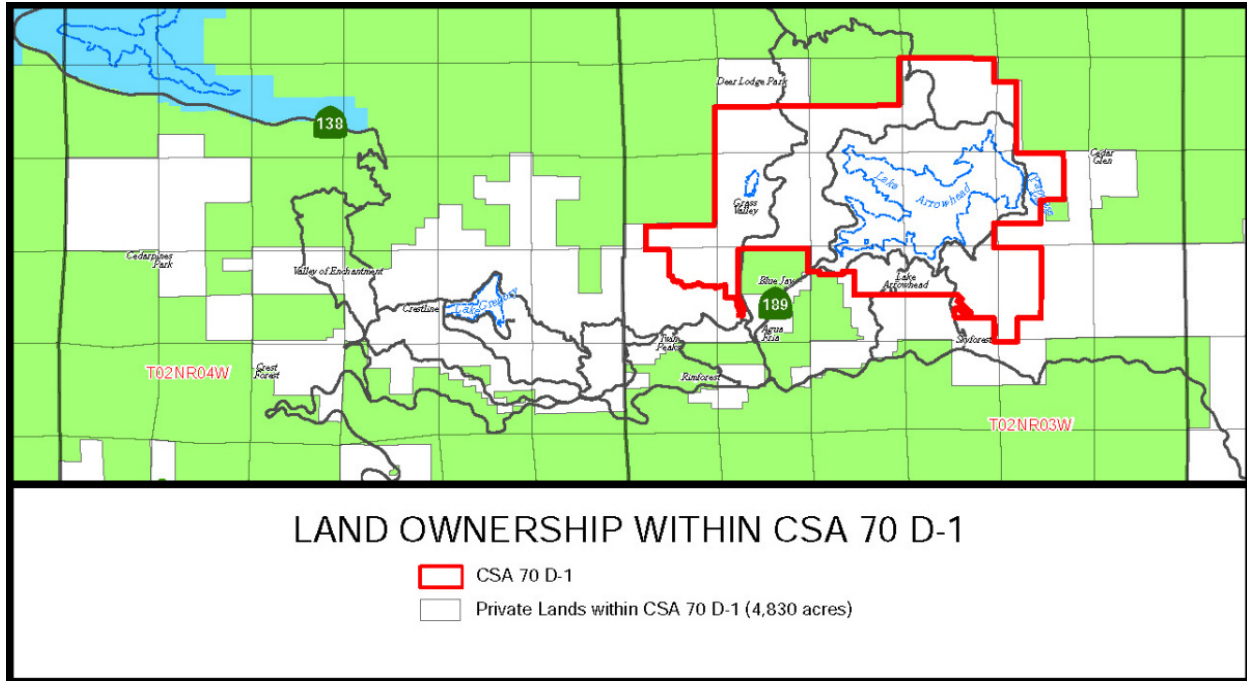 Deer Lodge Park
138
Cedar
Glen
Lake
Arrowhead
Grass
Valley
Cedarpines
Park
Valley of Enchantment
Blue Jay
Lake
Arrowhead
Lake Gregory
Crestline
189
Agua
Fria
Twin
Peaks
Skyforest
Crest
Forest
T02NR04W
Rimforest
T02NR03W
LAND OWNERSHIP WITHIN CSA 70 D-1
CSA 70 D-1
Private Lands within CSA 70 D-1 (4,830 acres)